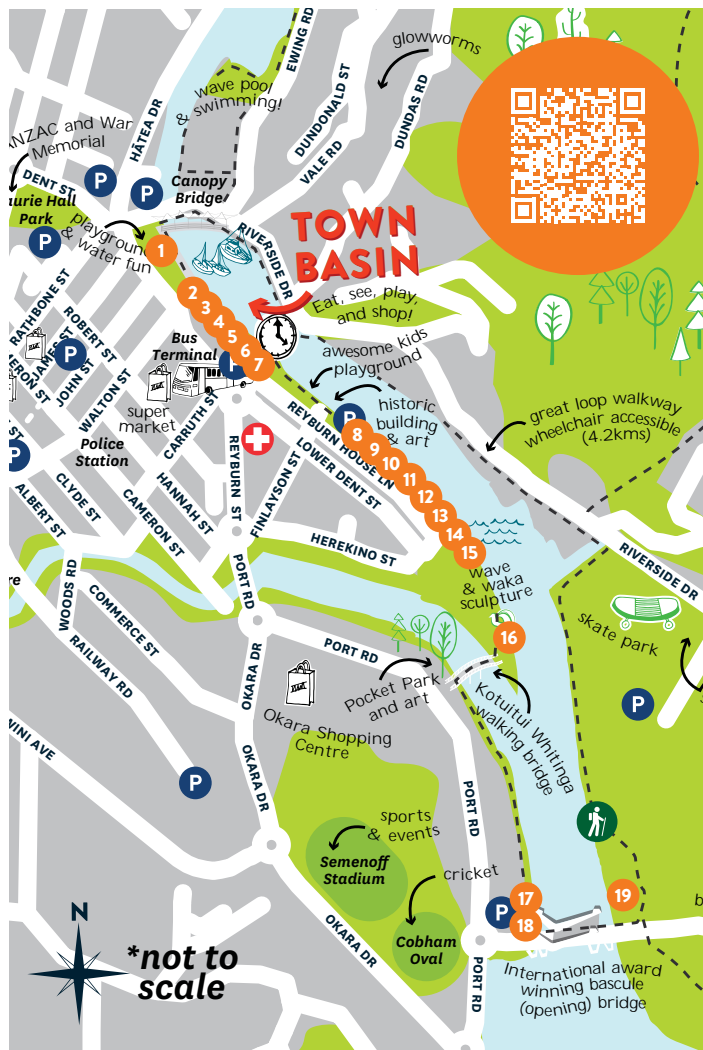 EWING RD
glowworms
wave pool
& swimming!
DUNDONALD ST
DUNDAS RD
VALE RD
HĀTEA DR
ANZAC and War
Memorial
P
P
DENT ST
Canopy
Bridge
Laurie Hall
Park
P
playground
& water fun
1
RIVERSIDE DR
TOWN
BASIN
Eat, see, play,
and shop!
2
3
4
5
6
7
RATHBONE ST
ROBERT ST
JOHN ST
P
CAMERON ST
WALTON ST
Bus
Terminal
P
super
market
CARRUTH ST
Police
Station
awesome kids
playground
historic
building
& art
P
great loop walkway
wheelchair accessible
(4.2kms)
REYBURN HOUSE LN
LOWER DENT ST
REYBURN ST
FINLAYSON ST
8
9
10
11
12
13
14
15
P
ALBERT ST
CLYDE ST
HANNAH ST
CAMERON ST
HEREKINO ST
RIVERSIDE DR
wave
& waka
sculpture
16
WOODS RD
COMMERCE ST
RAILWAY RD
PORT RD
PORT RD
OKARA DR
skate park
P
Pocket Park
and art
Kotuitui Whitinga
walking bridge
Okara Shopping
Centre
OKARA DR
PORT RD
P
sports
& events
Semenoff
Stadium
cricket
Cobham
Oval
OKARA DR
17
P
18
19
PORT RD
International award
winning bascule
(opening) bridge
N
*not to
scale